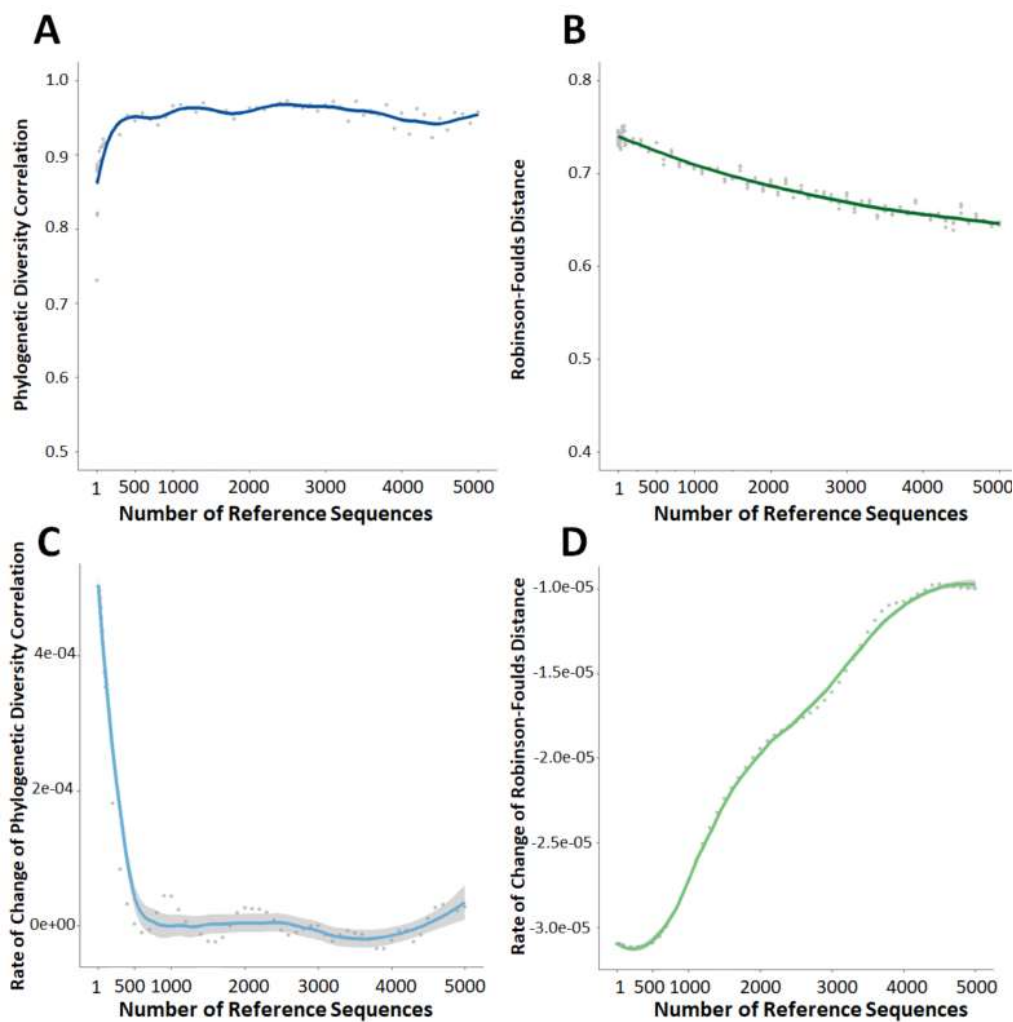 A
B
Phylogenetic Diversity Correlation
1.0
0.9
0.8
0.7
0.6
0.5
1 500 1000 2000 3000 4000 5000
Number of Reference Sequences
Robinson-Foulds Distance
0.8
0.7
0.6
0.5
0.4
1 500 1000 2000 3000 4000 5000
Number of Reference Sequences
C
D
Rate of Change of Phylogenetic Diversity Correlation
4e-04
2e-04
0e+00
1 500 1000 2000 3000 4000 5000
Number of Reference Sequences
Rate of Change of Robinson-Foulds Distance
-1.0e-05
-1.5e-05
-2.0e-05
-2.5e-05
-3.0e-05
1 500 1000 2000 3000 4000 5000
Number of Reference Sequences